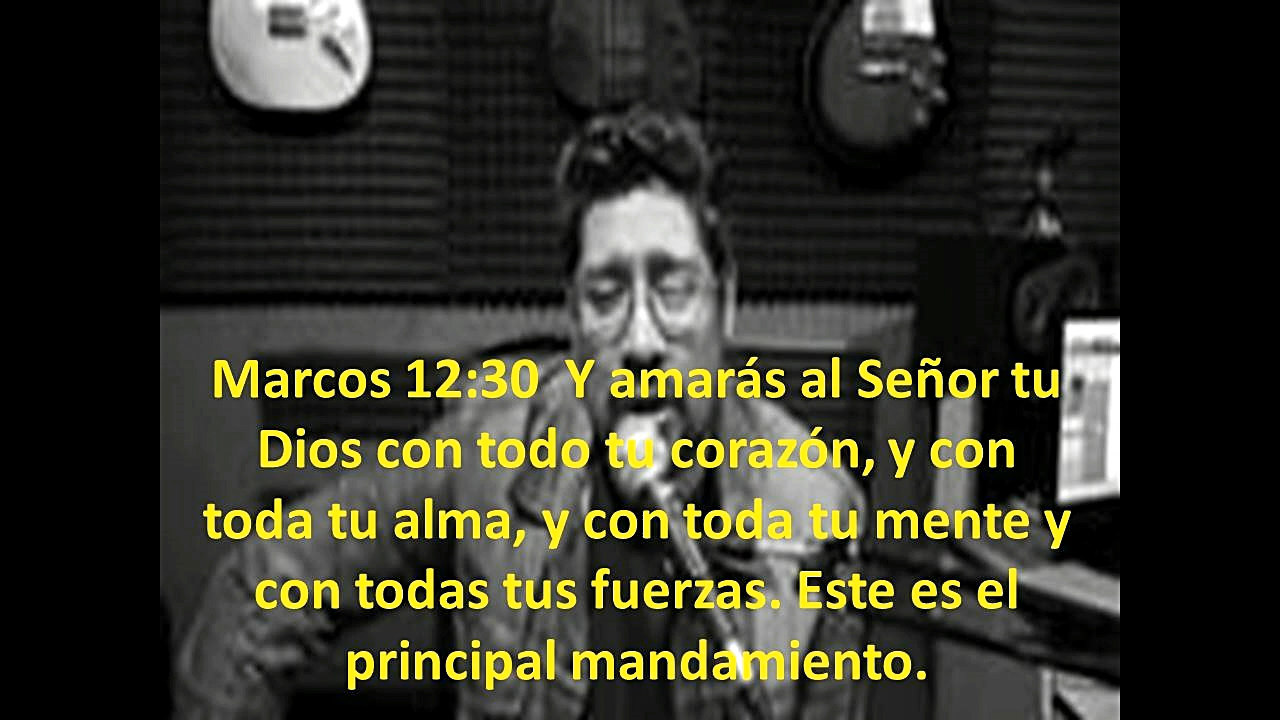 Marcos 12:30  Y amarás al Señor tu
Dios con todo tu corazón, y con
toda tu alma, y con toda tu mente y
con todas tus fuerzas. Este es el
principal mandamiento.